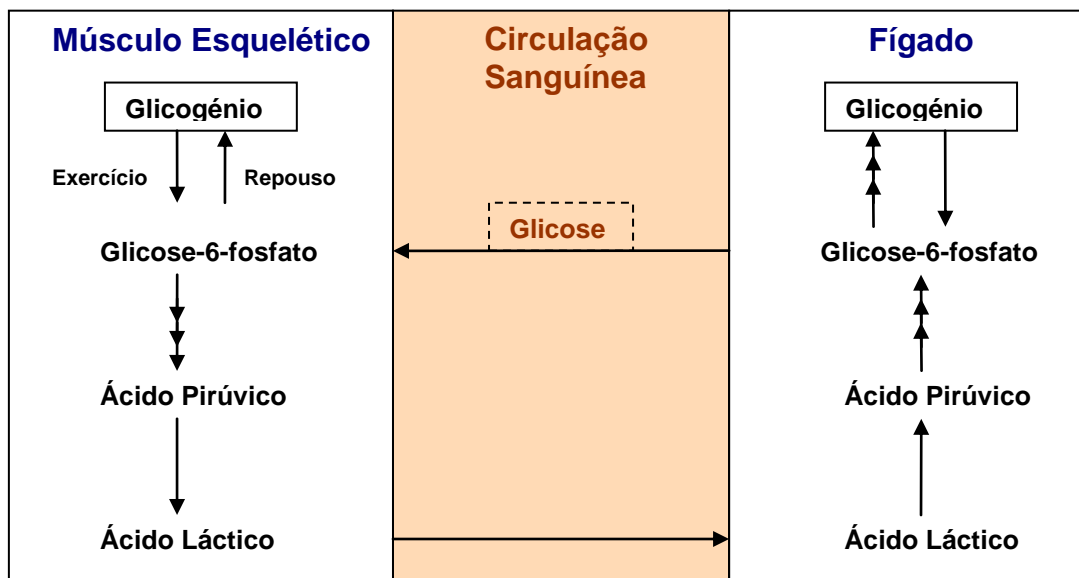 Músculo Esquelético
Glicogénio
Exercício
Repouso
Glicose-6-fosfato
Ácido Pirúvico
Ácido Láctico
Circulação
Sanguínea
Glicose
Fígado
Glicogénio
Glicose-6-fosfato
Ácido Pirúvico
Ácido Láctico